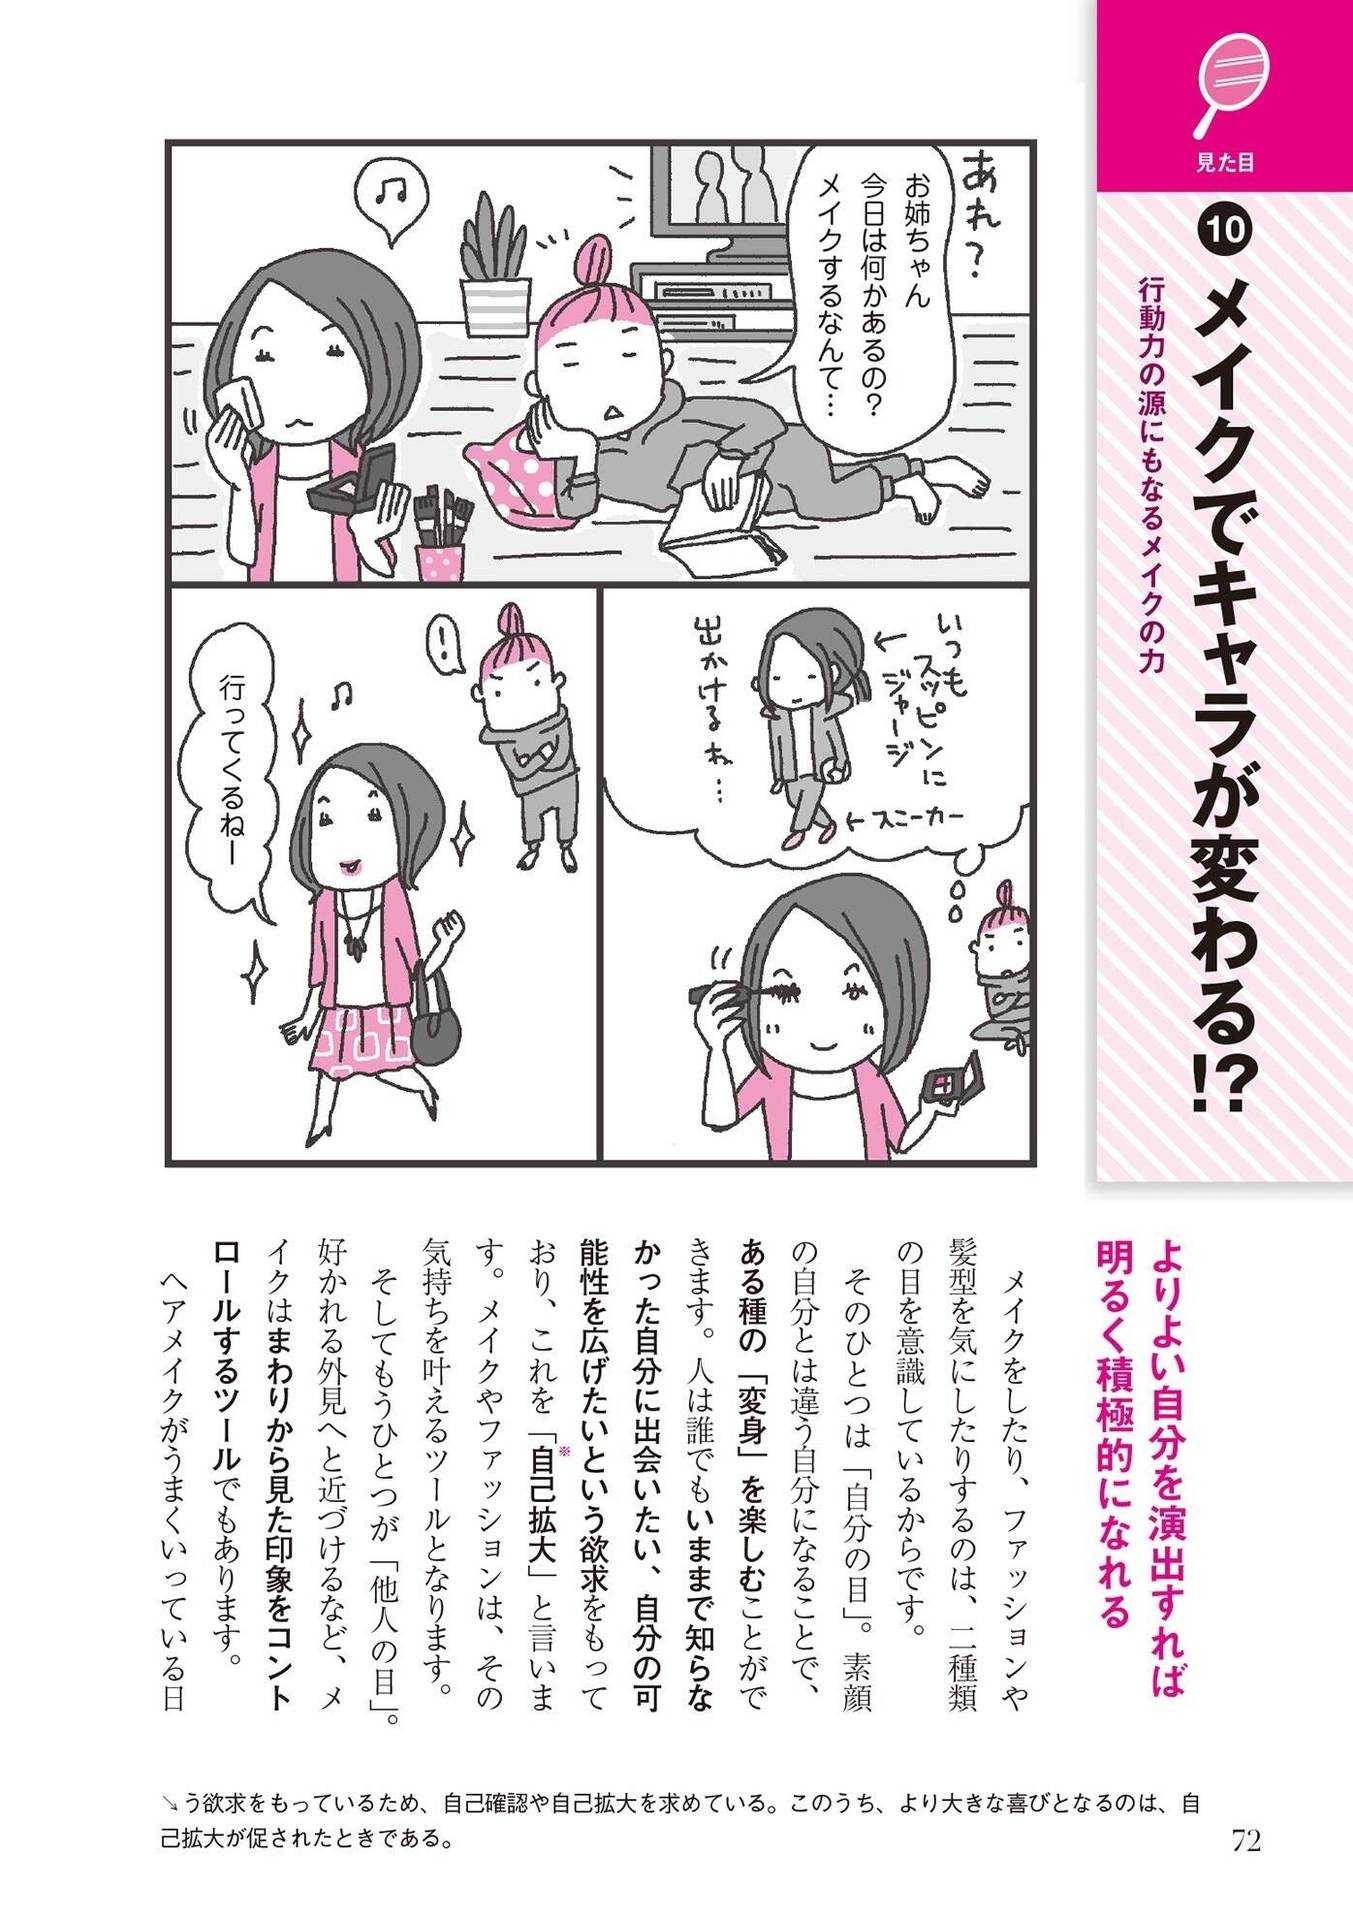 見た目
10
メイクでキャラが変わる!?
行動力の源にもなるメイクの力
あれ?
お姉ちゃん
今日は何かあるの?
メイクするなんて…
いつも
スッピンに
ジャージ
出かけるね…
スニーカー
!
行ってくるねー
よりよい自分を演出すれば
明るく積極的になれる
メイクをしたり、ファッションや
髪型を気にしたりするのは、二種類
の目を意識しているからです。
そのひとつは「自分の目」。素顔
の自分とは違う自分になることで、
ある種の「変身」を楽しむことがで
きます。人は誰でもいままで知らな
かった自分に出会いたい、自分の可
能性を広げたいという欲求をもって
おり、これを「自己拡大※」と言いま
す。メイクやファッションは、その
気持ちを叶えるツールとなります。
そしてもうひとつが「他人の目」。
好かれる外見へと近づけるなど、メ
イクはまわりから見た印象をコント
ロールするツールでもあります。
ヘアメイクがうまくいっている日
↘う欲求をもっているため、自己確認や自己拡大を求めている。このうち、より大きな喜びとなるのは、自
己拡大が促されたときである。
72